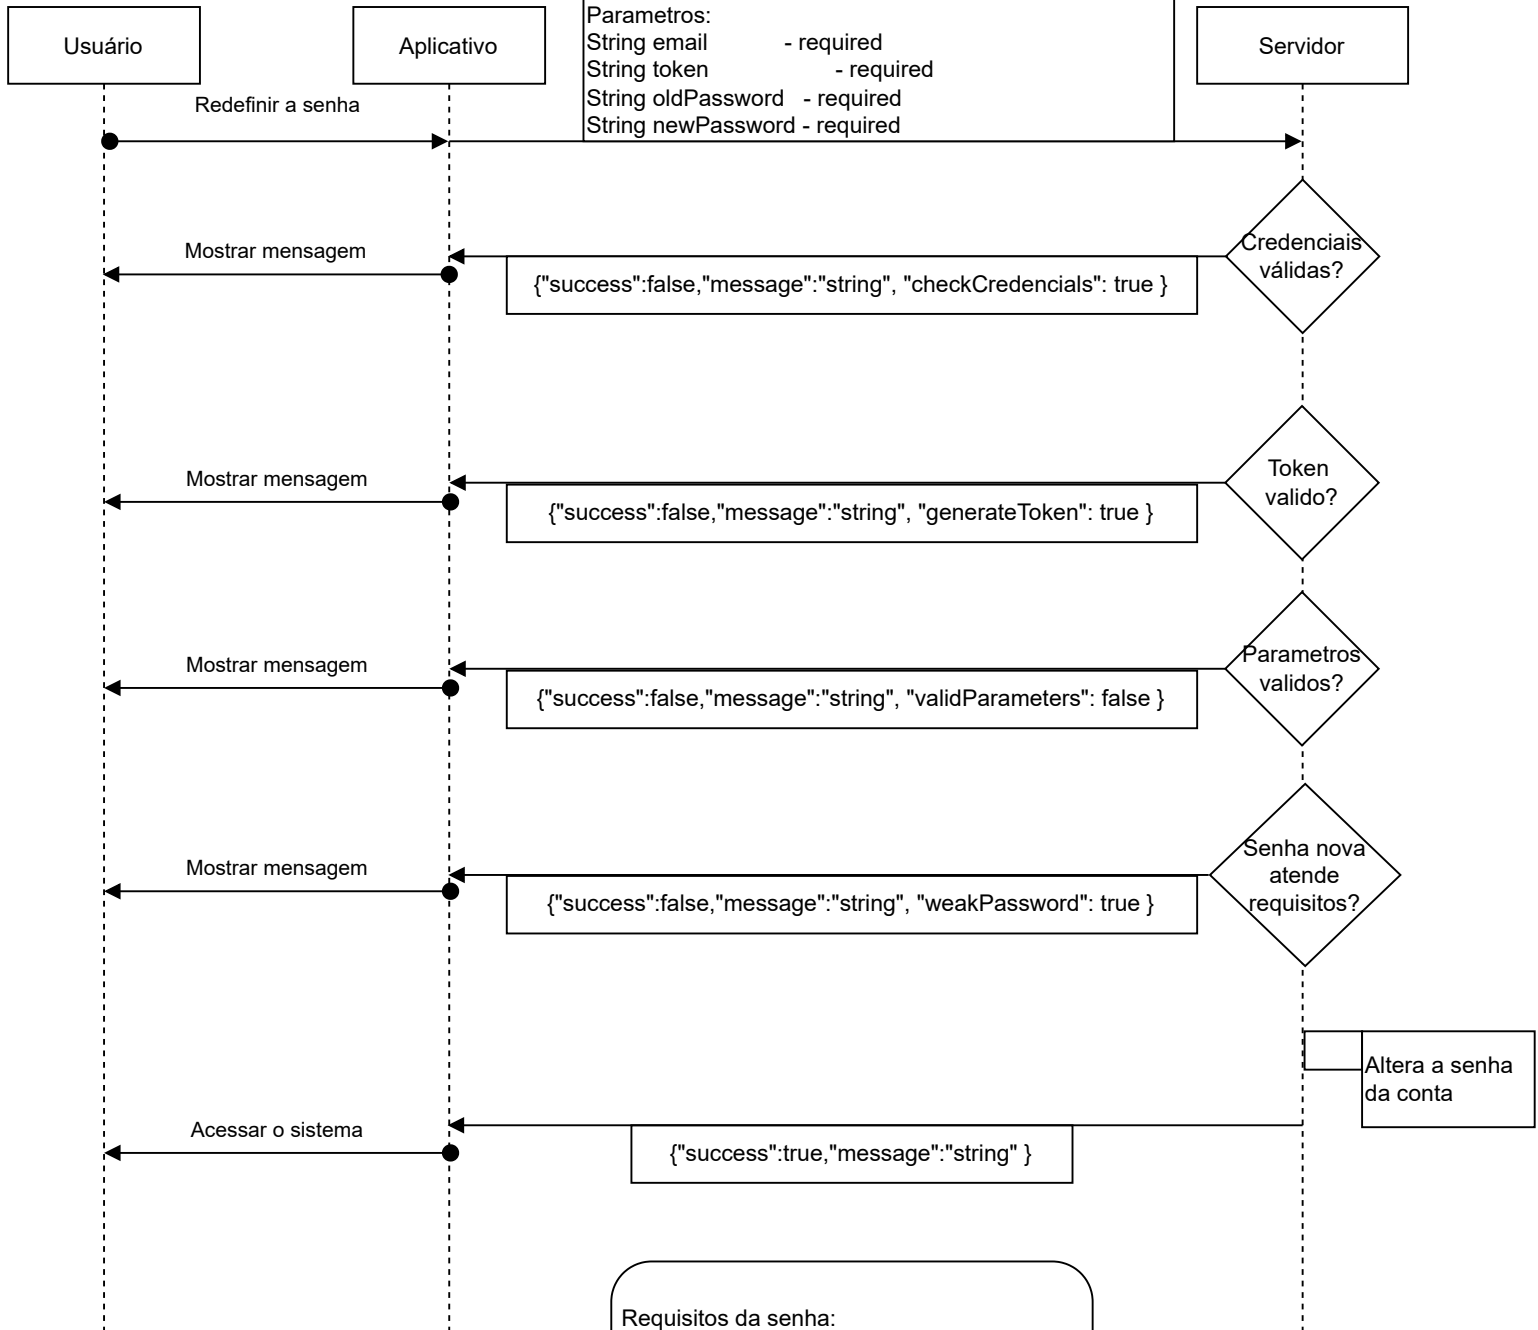 Parametros:
String email - required
String token - required
String oldPassword - required
String newPassword - required
Usuário
Aplicativo
Servidor
Redefinir a senha
Credenciais
válidas?
Mostrar mensagem
{"success":false,"message":"string", "checkCredencials": true }
Token
valido?
Mostrar mensagem
{"success":false,"message":"string", "generateToken": true }
Parametros
validos?
Mostrar mensagem
{"success":false,"message":"string", "validParameters": false }
Senha nova
atende
requisitos?
Mostrar mensagem
{"success":false,"message":"string", "weakPassword": true }
Altera a senha
da conta
Acessar o sistema
{"success":true,"message":"string" }
Requisitos da senha: